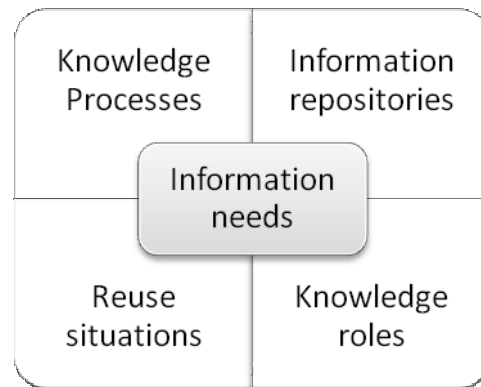 Knowledge
Processes
Information
repositories
Information
needs
Reuse
situations
Knowledge
roles